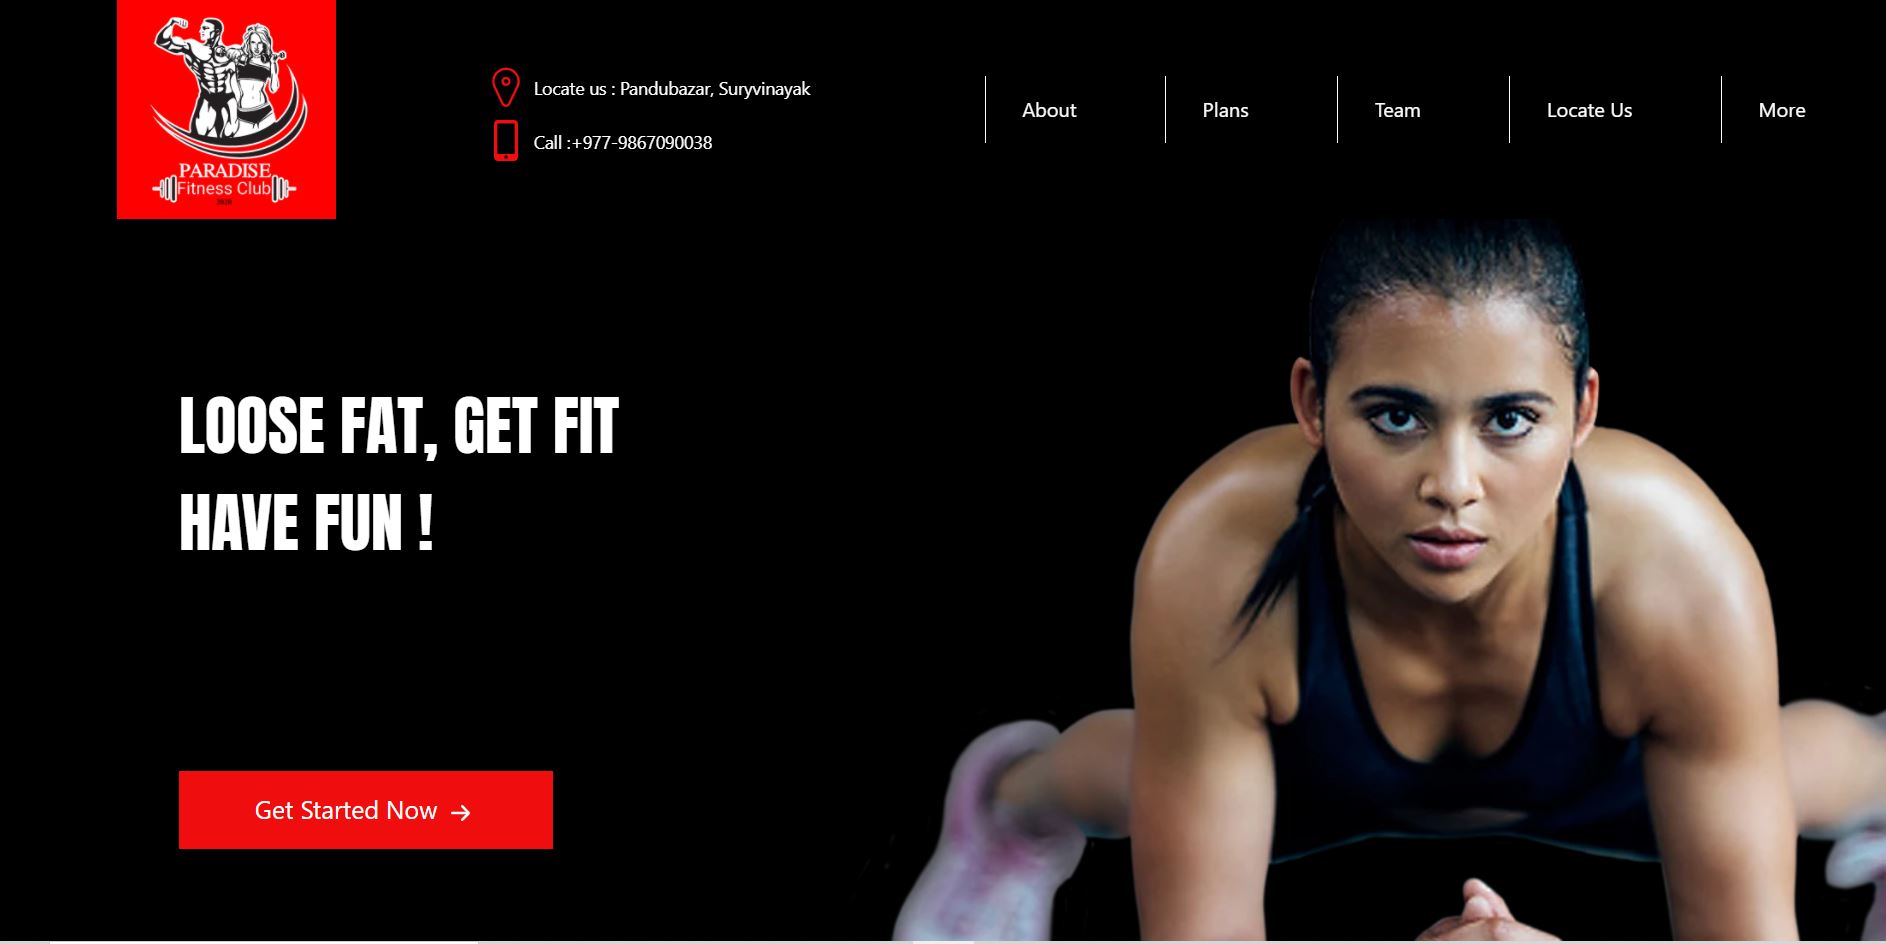 PARADISE
Fitness Club
Locate us : Pandubazar, Suryvinayak
Call :+977-9867090038
About
Plans
Team
Locate Us
More
LOOSE FAT, GET FIT
HAVE FUN !
Get Started Now